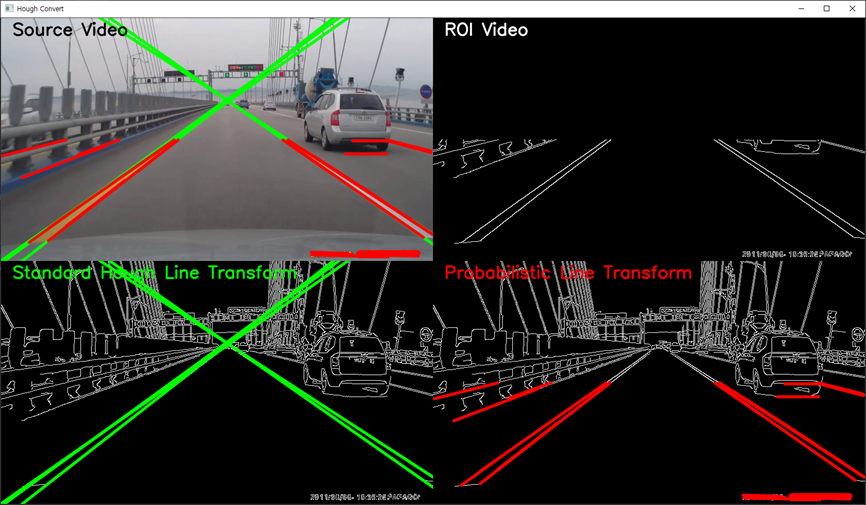 Hough Convert
Source Video
ROI Video
Standard Hough Line Transform
Probabilistic Line Transform